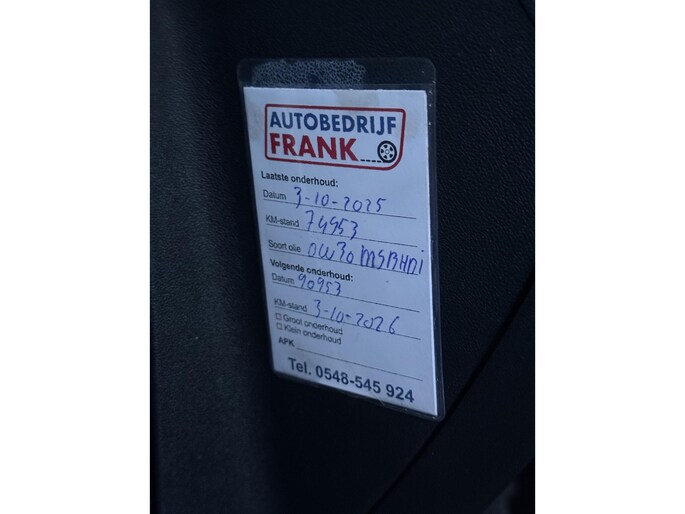 AUTOBEDRIJF
FRANK
Laatste onderhoud:
Datum 3-10-2025
KM-stand 74953
Soort olie 0W30 MSBHDI
Volgende onderhoud:
Datum 90953
KM-stand 3-10-2026
□ Groot onderhoud
□ Klein onderhoud
APK
Tel. 0548-545 924